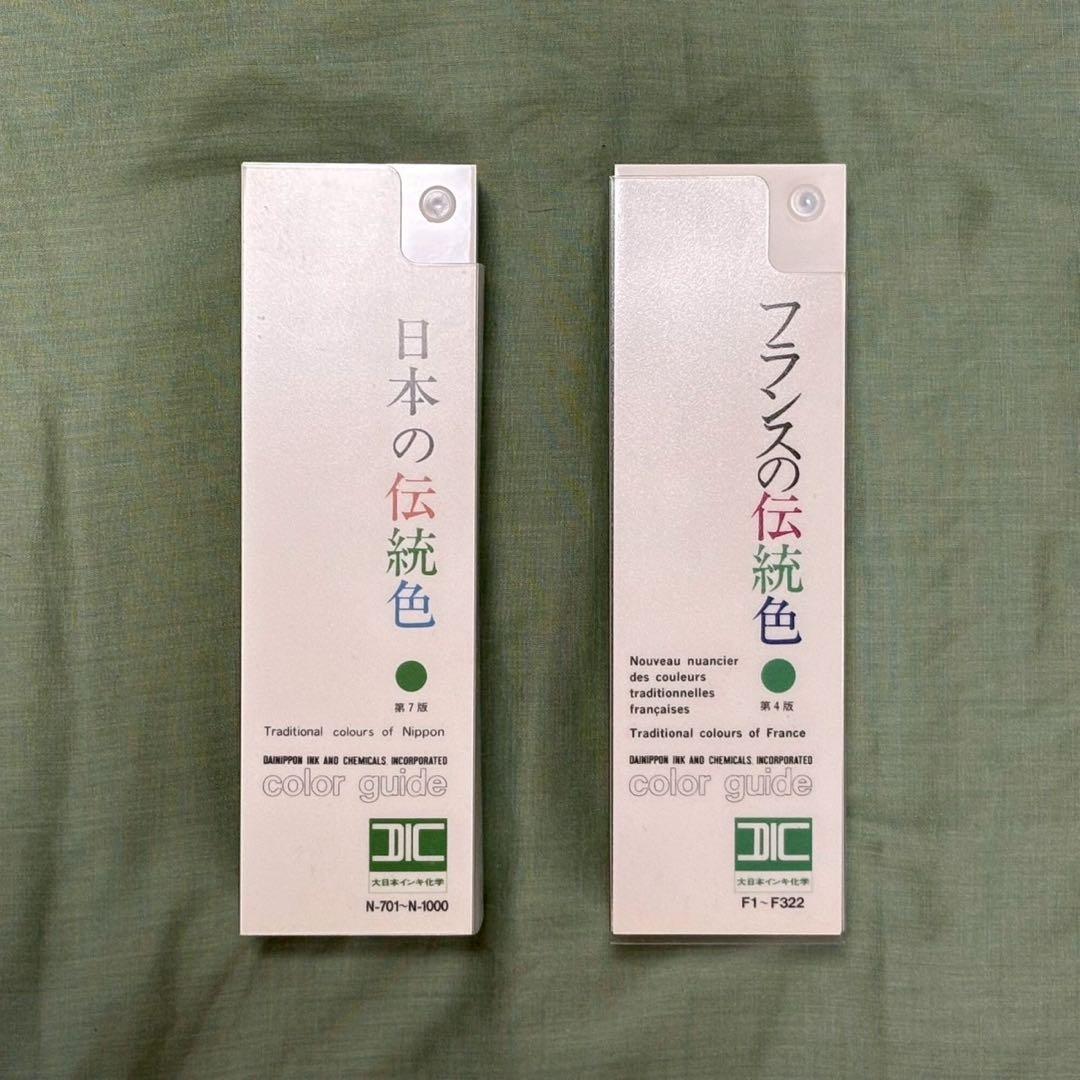 日本の伝統色
第7版
Traditional colours of Nippon
DAINIPPON INK AND CHEMICALS, INCORPORATED
color guide
DIC
大日本インキ化学
N-701~N-1000
フランスの伝統色
Nouveau nuancier
des couleurs
traditionnelles
françaises
第4版
Traditional colours of France
DAINIPPON INK AND CHEMICALS, INCORPORATED
color guide
DIC
大日本インキ化学
F1~F322